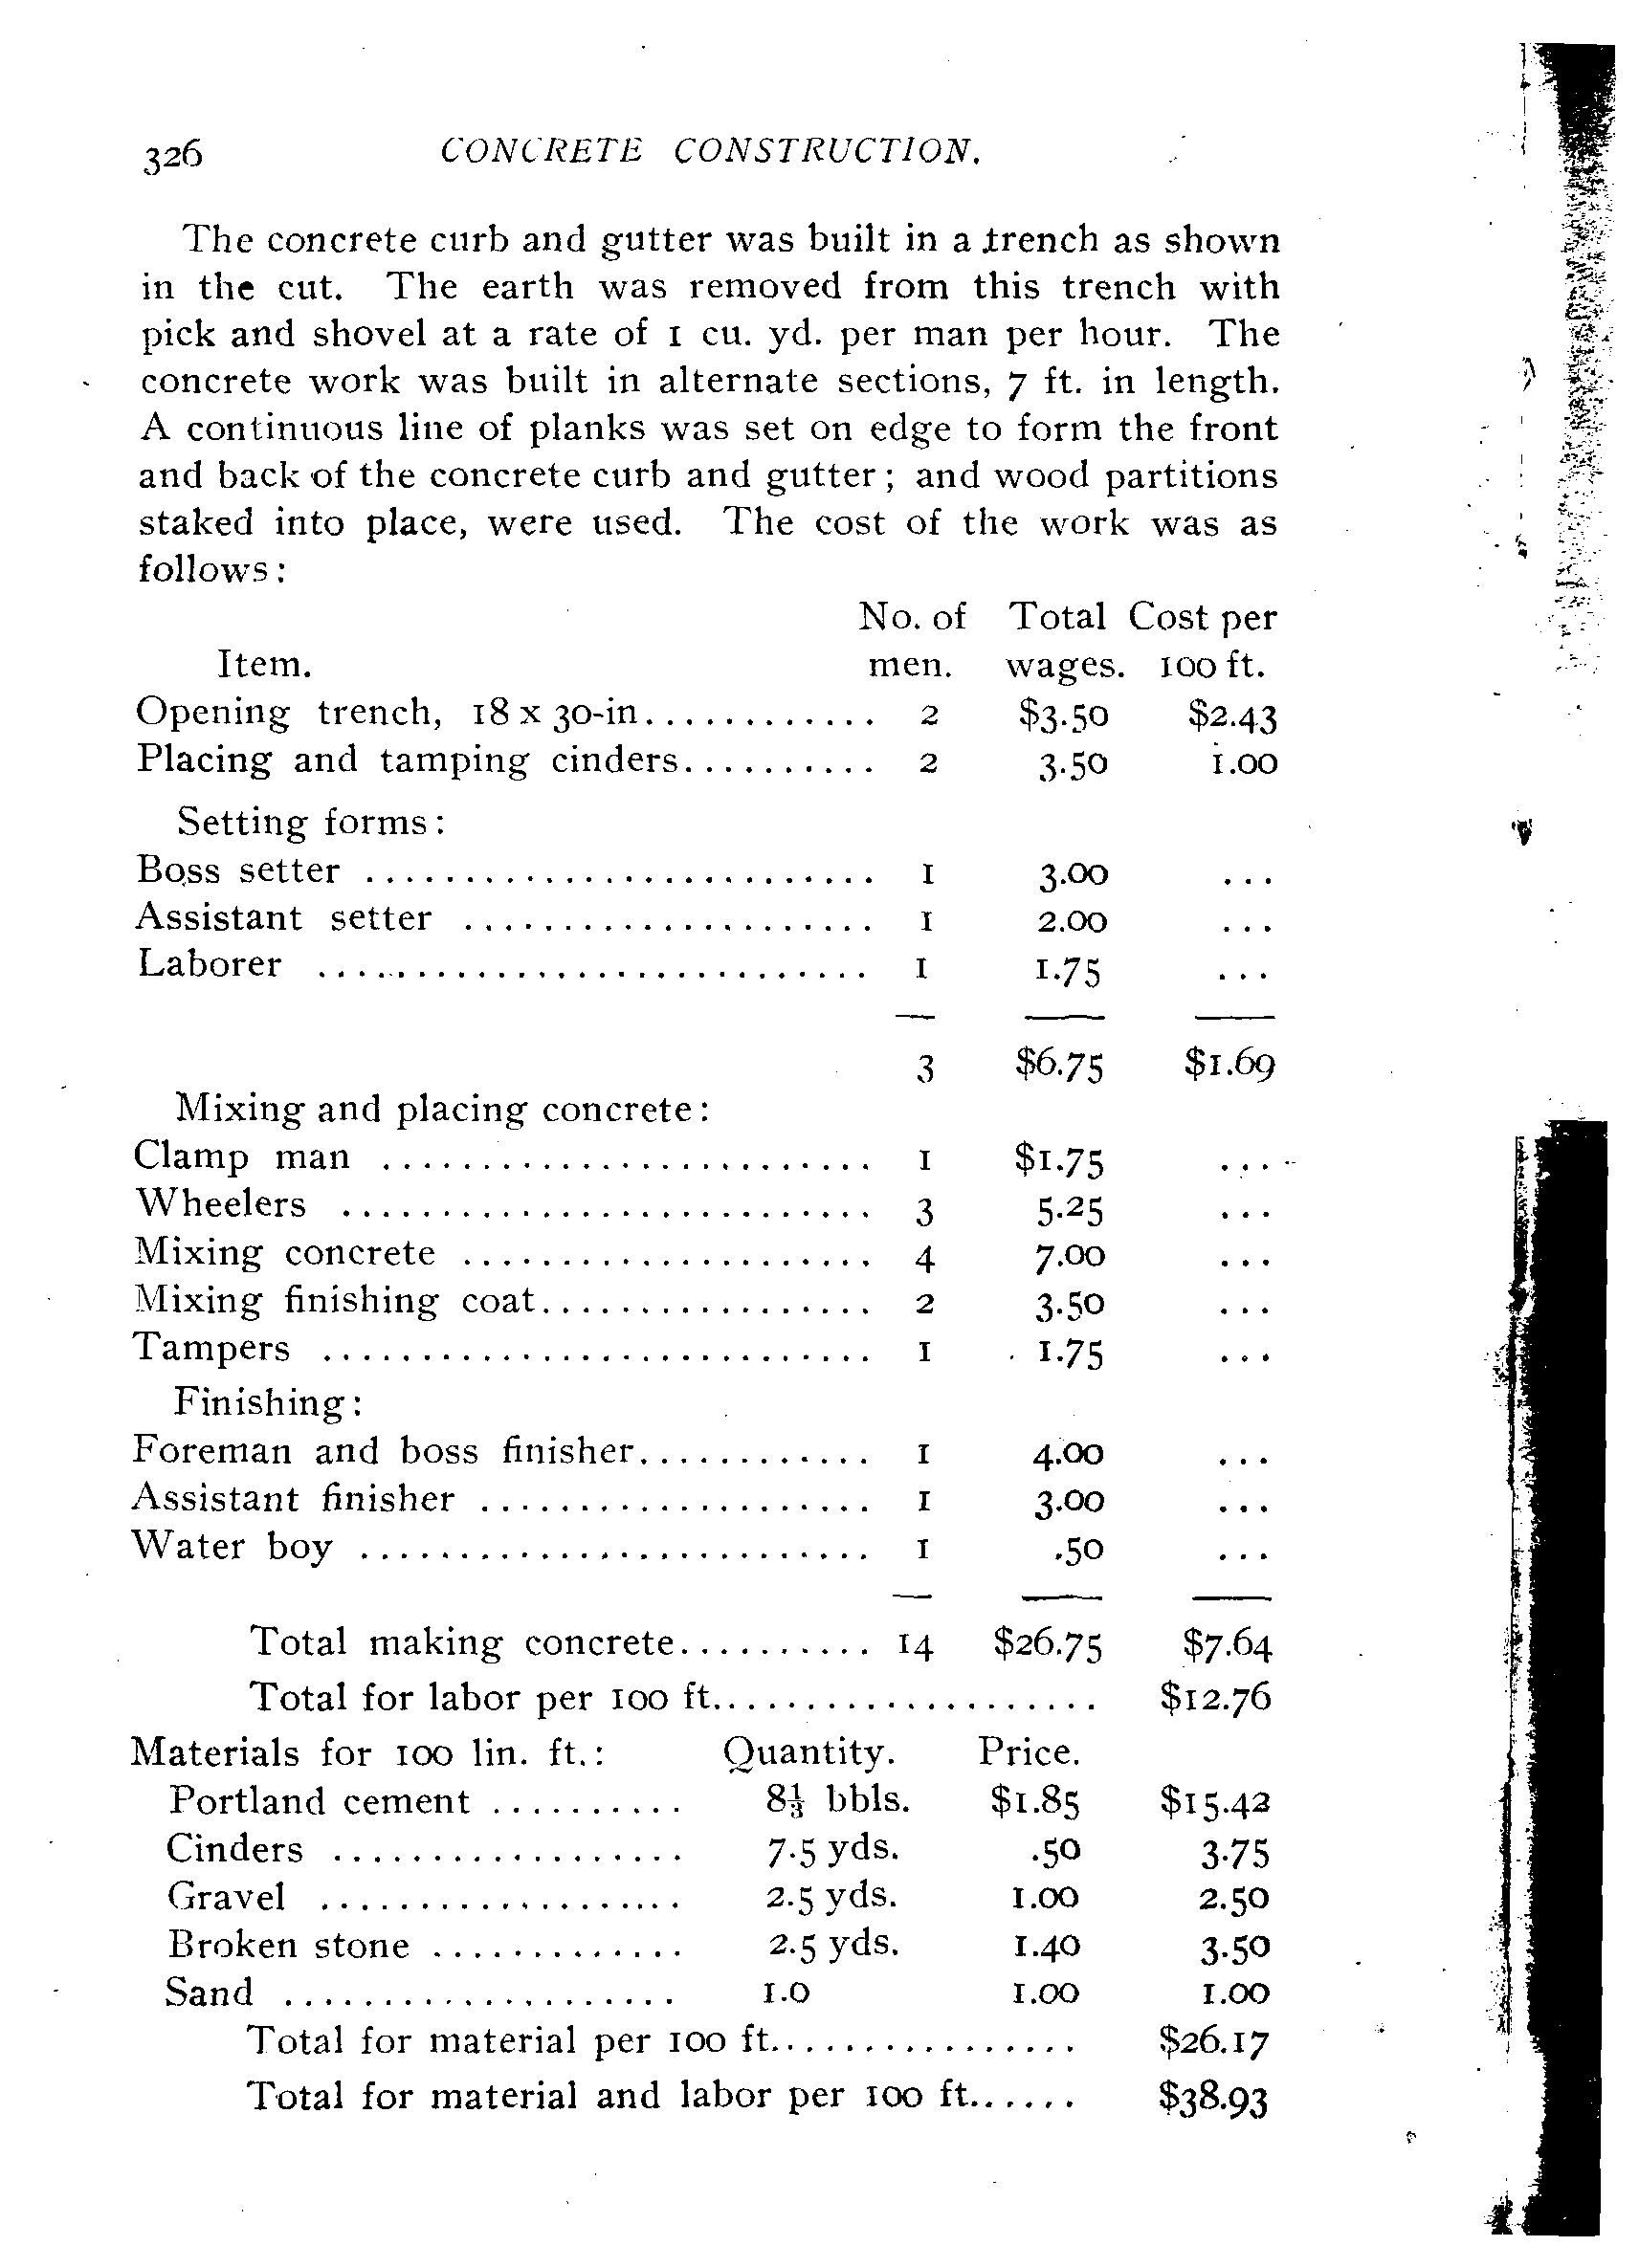 326 CONCRETE CONSTRUCTION.
The concrete curb and gutter was built in a trench as shown
in the cut. The earth was removed from this trench with
pick and shovel at a rate of 1 cu. yd. per man per hour. The
concrete work was built in alternate sections, 7 ft. in length.
A continuous line of planks was set on edge to form the front
and back of the concrete curb and gutter; and wood partitions
staked into place, were used. The cost of the work was as
follows:
No. of Total Cost per
Item. men. wages. 100 ft.
Opening trench, 18 x 30-in............ 2 $3.50 $2.43
Placing and tamping cinders.......... 2 3.50 1.00
Setting forms:
Boss setter .......................... 1 3.00 ...
Assistant setter ..................... 1 2.00 ...
Laborer ............................ 1 1.75 ...
3 $6.75 $1.69
Mixing and placing concrete:
Clamp man ......................... 1 $1.75 ...
Wheelers ........................... 3 5.25 ...
Mixing concrete ..................... 4 7.00 ...
Mixing finishing coat................. 2 3.50 ...
Tampers ............................ 1 1.75 ...
Finishing:
Foreman and boss finisher............ 1 4.00 ...
Assistant finisher .................... 1 3.00 ...
Water boy .......................... 1 .50 ...
Total making concrete.......... 14 $26.75 $7.64
Total for labor per 100 ft.................... $12.76
Materials for 100 lin. ft.: Quantity. Price.
Portland cement .......... 8⅓ bbls. $1.85 $15.42
Cinders .................. 7.5 yds. .50 3.75
Gravel ................... 2.5 yds. 1.00 2.50
Broken stone ............. 2.5 yds. 1.40 3.50
Sand .................... 1.0 1.00 1.00
Total for material per 100 ft................ $26.17
Total for material and labor per 100 ft...... $38.93